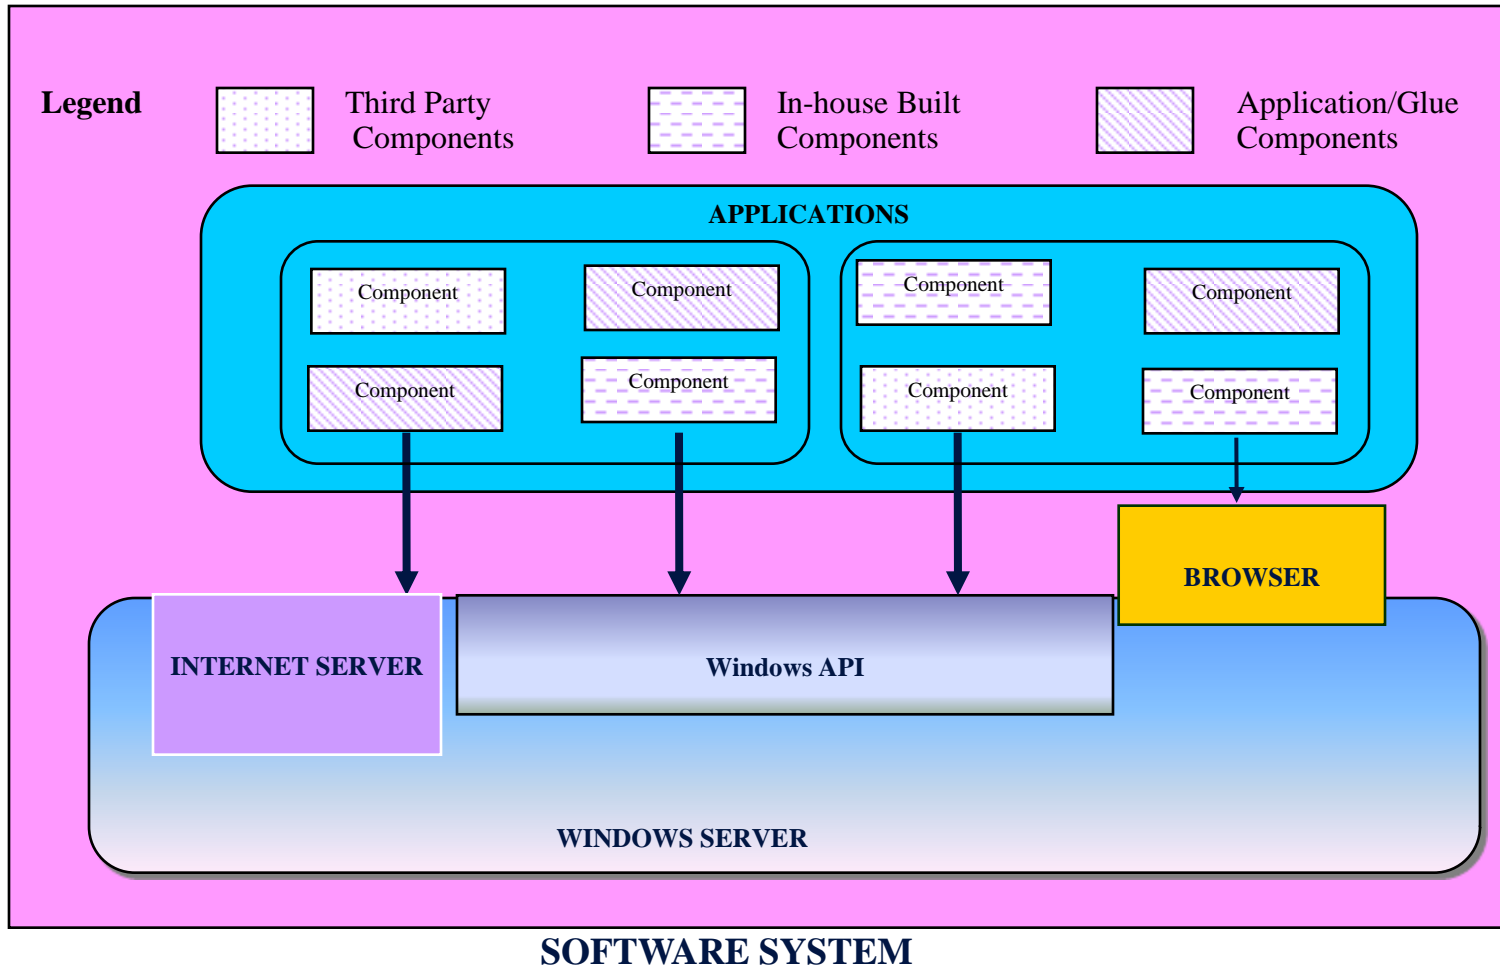 Legend
Third Party
Components
In-house Built
Components
Application/Glue
Components
APPLICATIONS
Component
Component
Component
Component
Component
Component
Component
Component
BROWSER
INTERNET SERVER
Windows API
WINDOWS SERVER
SOFTWARE SYSTEM